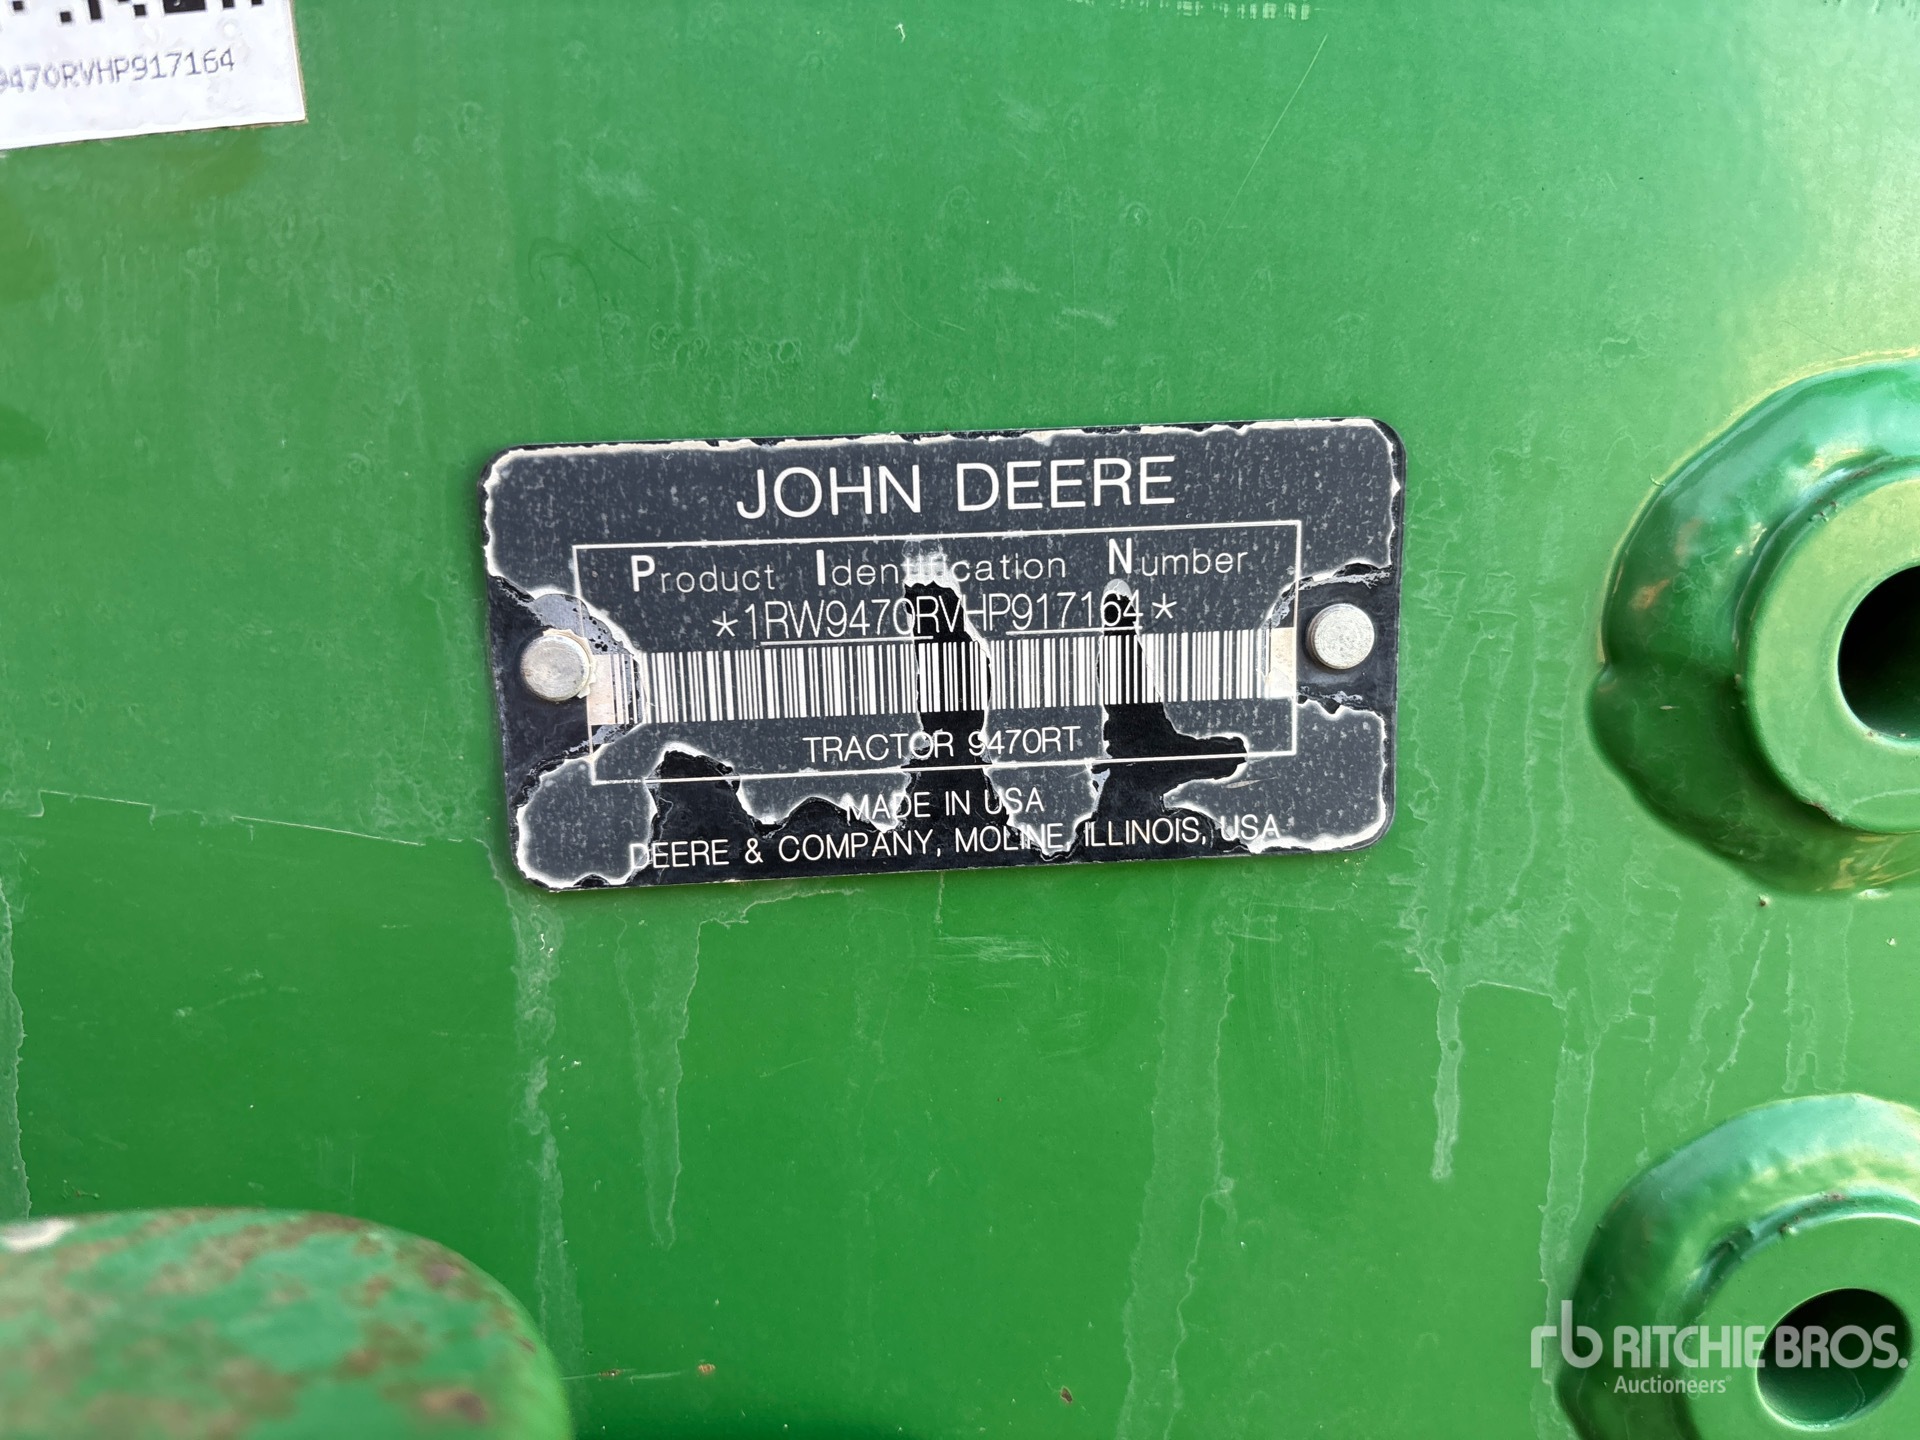 9470RVHP917164
JOHN DEERE
Product Identification Number
*1RW9470RVHP917164*
TRACTOR 9470RT
MADE IN USA
DEERE & COMPANY, MOLINE, ILLINOIS, USA
rb RITCHIE BROS.
Auctioneers